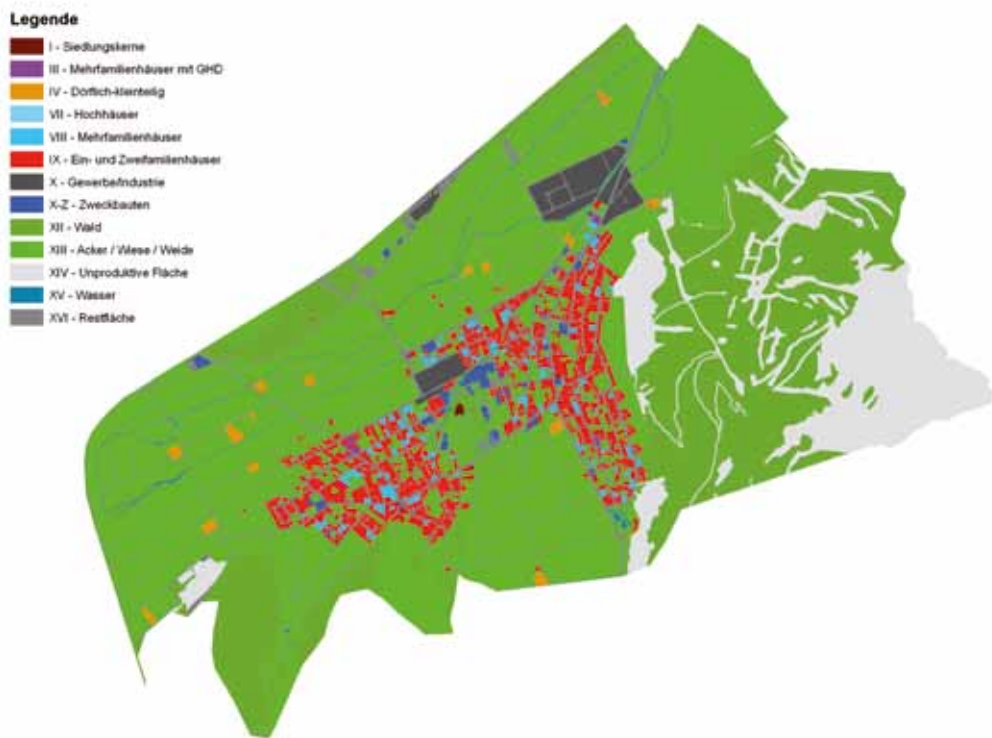 Legende
I - Siedlungskerne
III - Mehrfamilienhäuser mit GHD
IV - Dörflich-kleinteilig
VII - Hochhäuser
VIII - Mehrfamilienhäuser
IX - Ein- und Zweifamilienhäuser
X - Gewerbe/Industrie
X-Z - Zweckbauten
XII - Wald
XIII - Acker / Wiese / Weide
XIV - Unproduktive Fläche
XV - Wasser
XVI - Restfläche